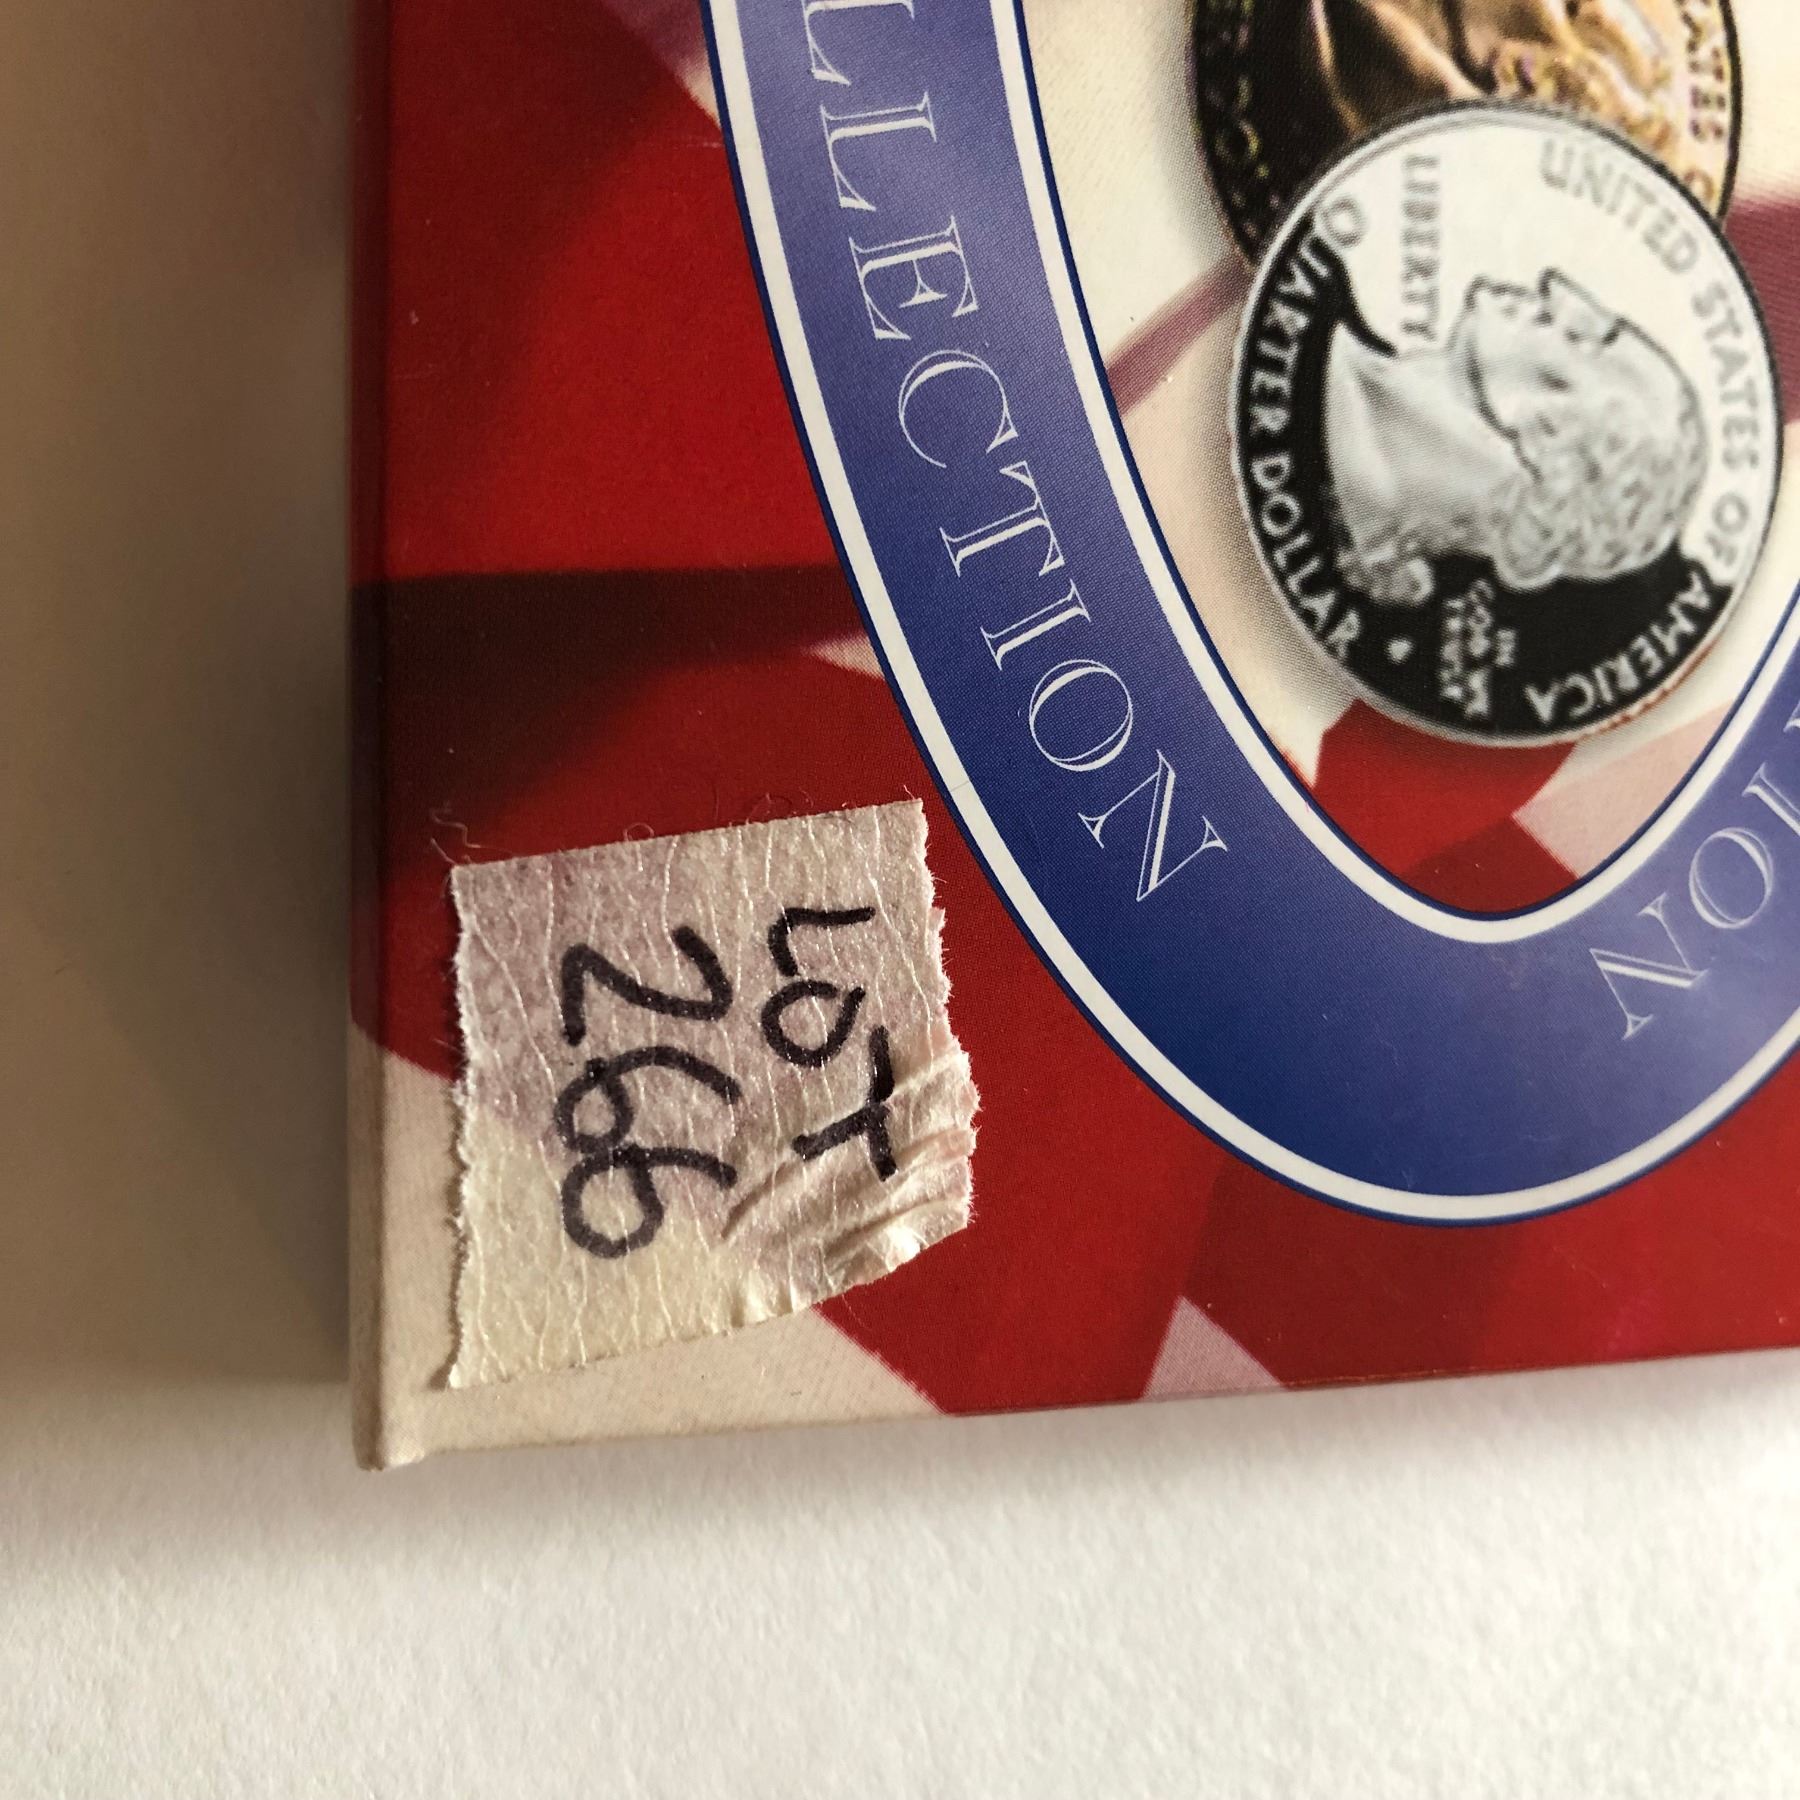 LLECTION
ION
UNITED STATES OF AMERICA
LIBERTY
QUARTER DOLLAR
LOT
266